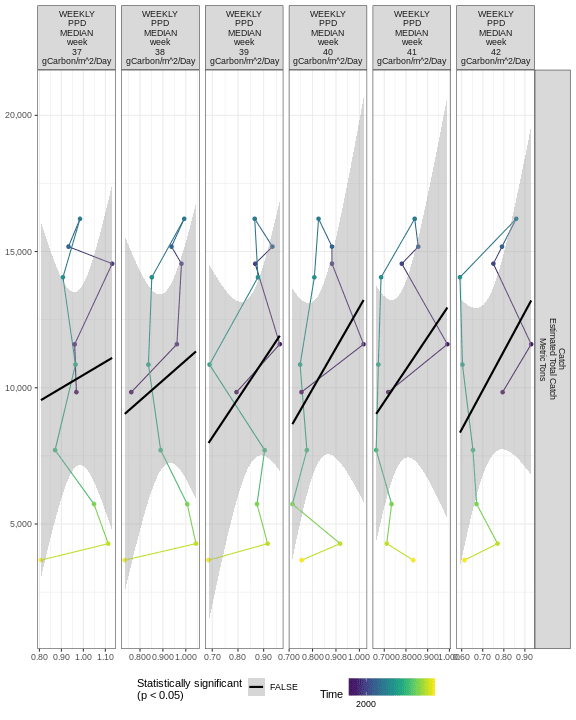 WEEKLY
PPD
MEDIAN
week
37
gCarbon/m^2/Day
WEEKLY
PPD
MEDIAN
week
38
gCarbon/m^2/Day
WEEKLY
PPD
MEDIAN
week
39
gCarbon/m^2/Day
WEEKLY
PPD
MEDIAN
week
40
gCarbon/m^2/Day
WEEKLY
PPD
MEDIAN
week
41
gCarbon/m^2/Day
WEEKLY
PPD
MEDIAN
week
42
gCarbon/m^2/Day
20,000
15,000
10,000
5,000
Catch
Estimated Total Catch
Metric Tons
0.80 0.90 1.00 1.10
0.800 0.900 1.000
0.70 0.80 0.90
0.700 0.800 0.900 1.000
0.700 0.800 0.900 1.000
0.60 0.70 0.80 0.90
Statistically significant
(p < 0.05)
FALSE
Time
2000